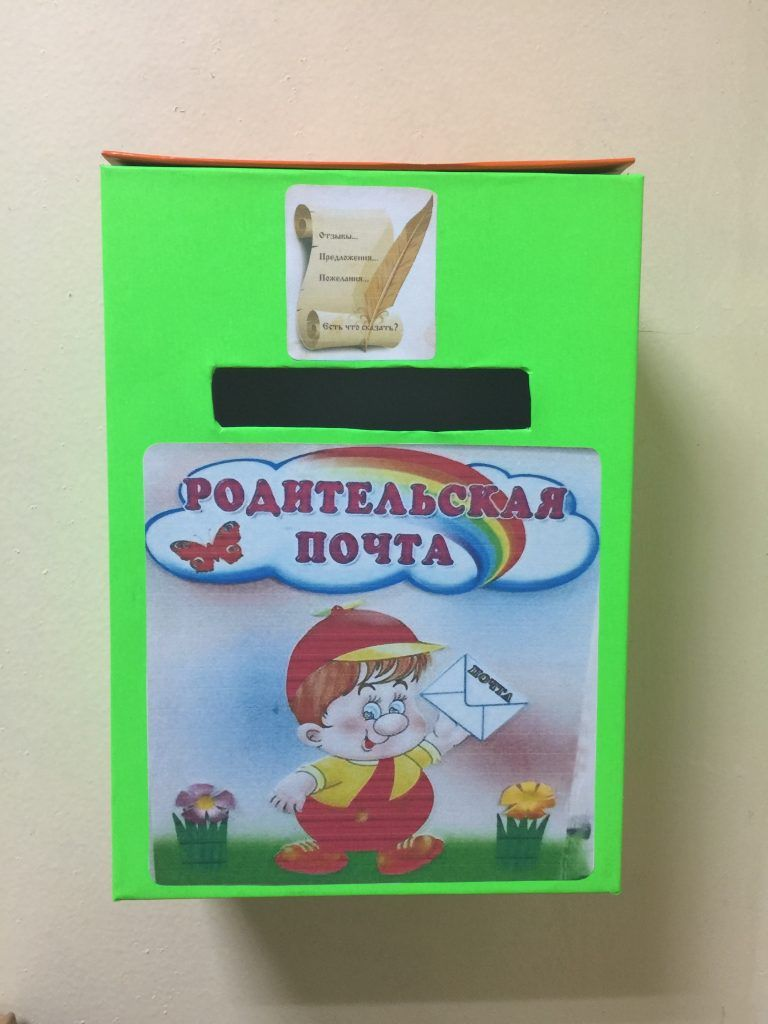 Отзывы...
Предложения...
Пожелания...
Есть что сказать?
РОДИТЕЛЬСКАЯ
ПОЧТА
ПОЧТА